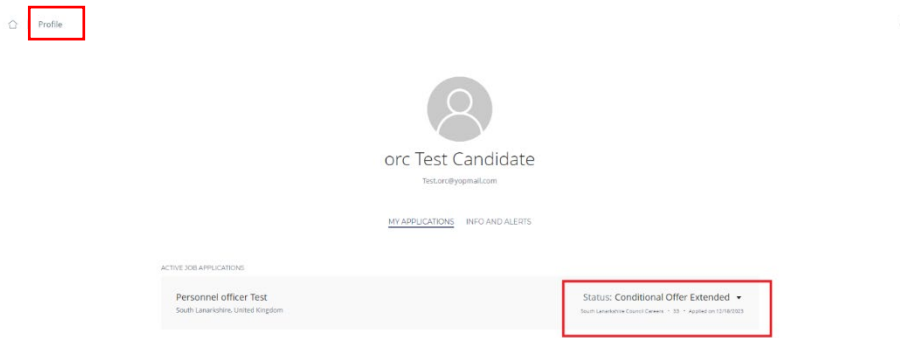 Profile
orc Test Candidate
Test.orc@yopmail.com
MY APPLICATIONS INFO AND ALERTS
ACTIVE JOB APPLICATIONS
Personnel officer Test
South Lanarkshire, United Kingdom
Status: Conditional Offer Extended
South Lanarkshire Council Careers • 53 • Applied on 12/18/2023